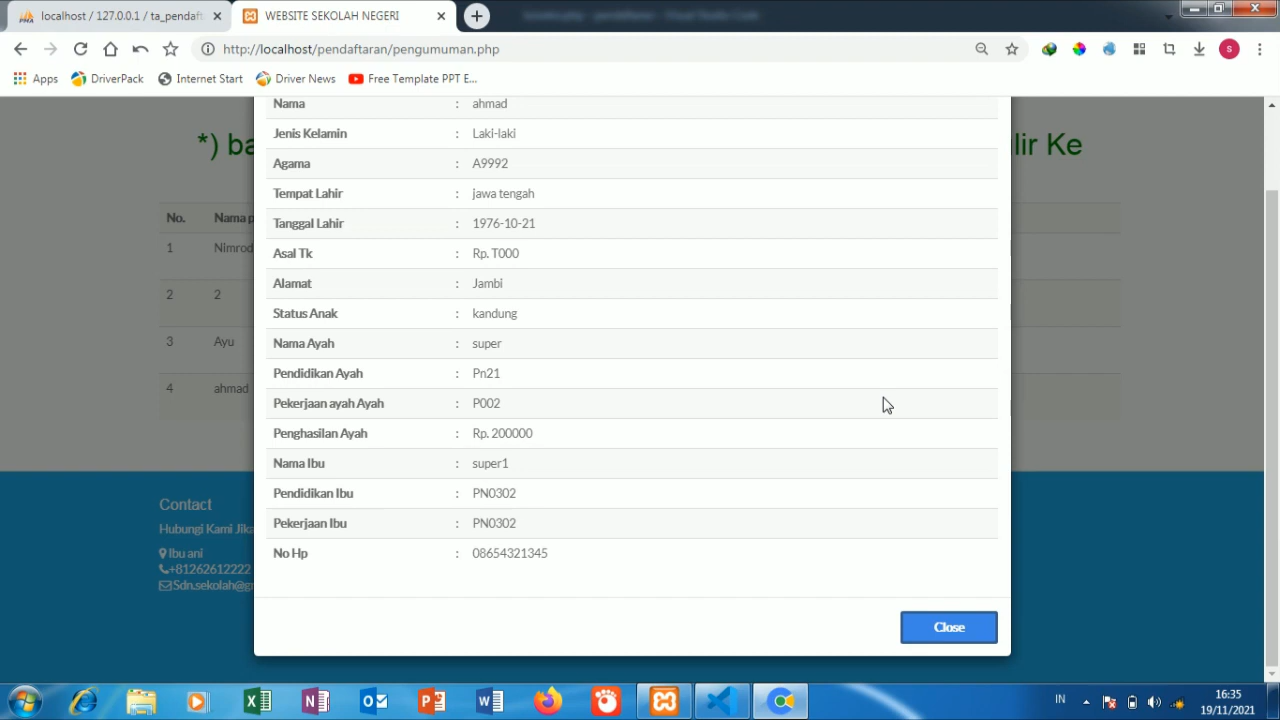 localhost / 127.0.0.1 / ta_pendaft
WEBSITE SEKOLAH NEGERI
http://localhost/pendaftaran/pengumuman.php
S
Apps
DriverPack
Internet Start
Driver News
Free Template PPT E...
*) ba
lir Ke
No.
Nama p
1
Nimrod
2
2
3
Ayu
4
ahmad
Nama : ahmad
Jenis Kelamin : Laki-laki
Agama : A9992
Tempat Lahir : jawa tengah
Tanggal Lahir : 1976-10-21
Asal Tk : Rp. T000
Alamat : Jambi
Status Anak : kandung
Nama Ayah : super
Pendidikan Ayah : Pn21
Pekerjaan ayah Ayah : P002
Penghasilan Ayah : Rp. 200000
Nama Ibu : super1
Pendidikan Ibu : PN0302
Pekerjaan Ibu : PN0302
No Hp : 08654321345
Close
Contact
Hubungi Kami Jika
Ibu ani
+81262612222
Sdn.sekolah@g
IN
16:35
19/11/2021